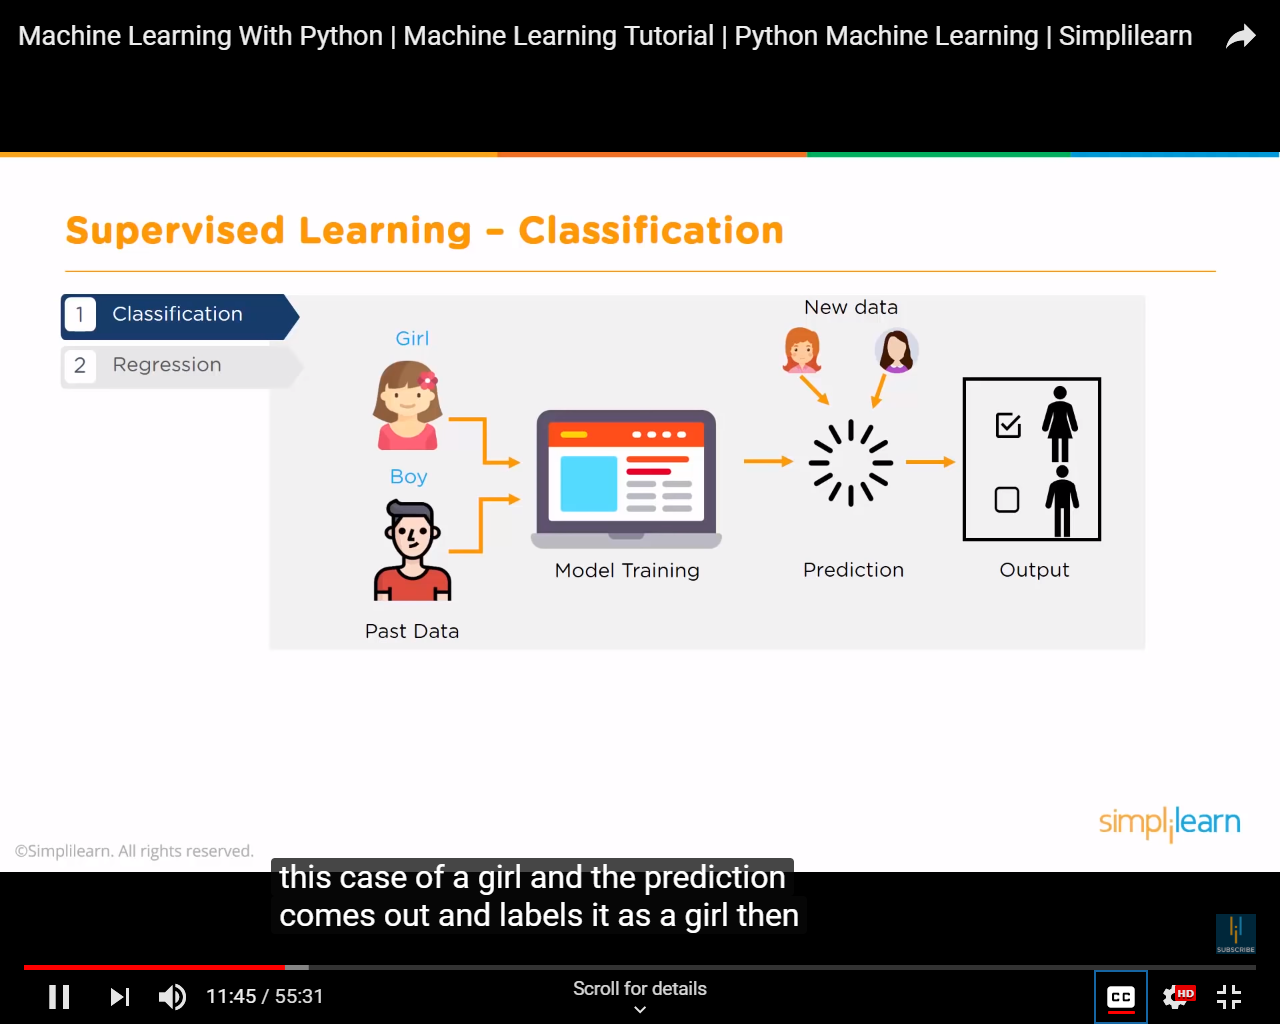 Machine Learning With Python | Machine Learning Tutorial | Python Machine Learning | Simplilearn
Supervised Learning – Classification
1 Classification
2 Regression
Girl
Boy
Past Data
Model Training
New data
Prediction
Output
simplilearn
©Simplilearn. All rights reserved.
this case of a girl and the prediction
comes out and labels it as a girl then
SUBSCRIBE
11:45 / 55:31
Scroll for details
CC
HD